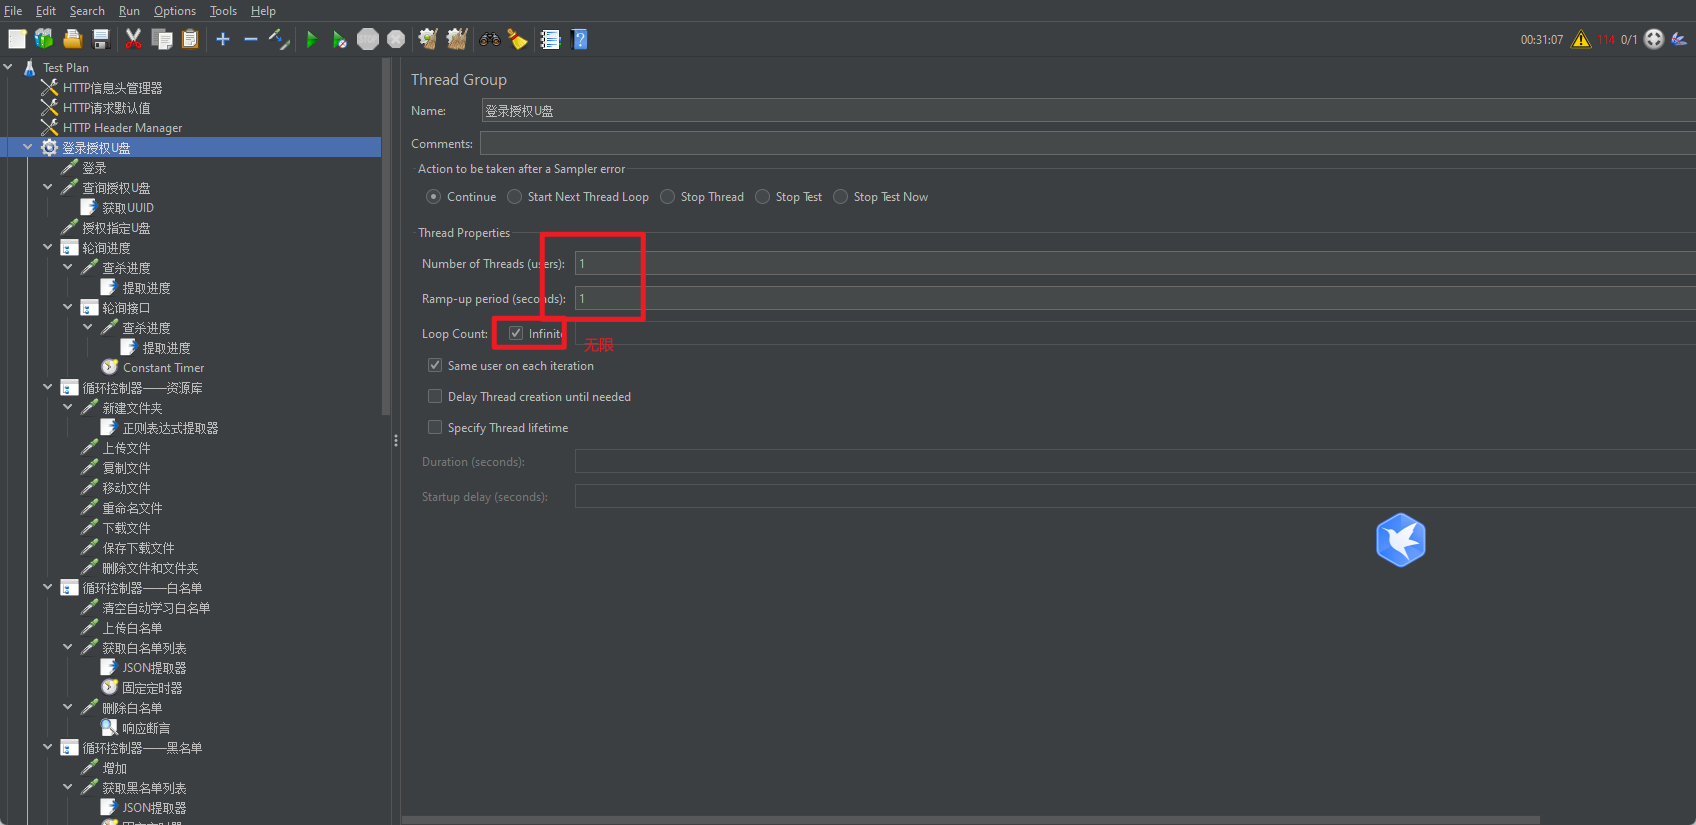 File Edit Search Run Options Tools Help
00:31:07 114 0/1
Test Plan
HTTP信息头管理器
HTTP请求默认值
HTTP Header Manager
登录授权U盘
登录
查询授权U盘
获取UUID
授权指定U盘
轮询进度
查杀进度
提取进度
轮询接口
查杀进度
提取进度
Constant Timer
循环控制器——资源库
新建文件夹
正则表达式提取器
上传文件
复制文件
移动文件
重命名文件
下载文件
保存下载文件
删除文件和文件夹
循环控制器——白名单
清空自动学习白名单
上传白名单
获取白名单列表
JSON提取器
固定定时器
删除白名单
响应断言
循环控制器——黑名单
增加
获取黑名单列表
JSON提取器
Thread Group
Name: 登录授权U盘
Comments:
Action to be taken after a Sampler error
Continue Start Next Thread Loop Stop Thread Stop Test Stop Test Now
Thread Properties
Number of Threads (users): 1
Ramp-up period (seconds): 1
Loop Count: Infinite
无限
Same user on each iteration
Delay Thread creation until needed
Specify Thread lifetime
Duration (seconds):
Startup delay (seconds):